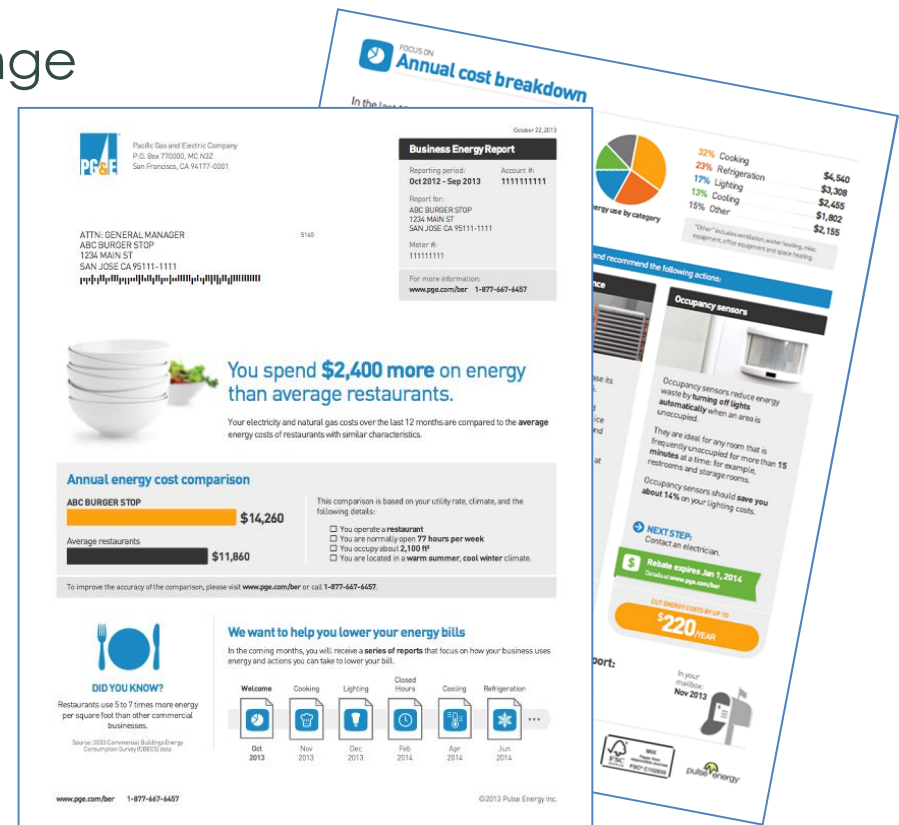 nge
October 22, 2013
PG&E
Pacific Gas and Electric Company
P.O. Box 770000, MC N3Z
San Francisco, CA 94177-0001
Business Energy Report
Reporting period: Account #:
Oct 2012 - Sep 2013 1111111111
Report for:
ABC BURGER STOP
1234 MAIN ST
SAN JOSE CA 95111-1111
Meter #:
111111111
For more information:
www.pge.com/ber 1-877-667-6457
ATTN: GENERAL MANAGER
ABC BURGER STOP
1234 MAIN ST
SAN JOSE CA 95111-1111
5140
You spend $2,400 more on energy
than average restaurants.
Your electricity and natural gas costs over the last 12 months are compared to the average
energy costs of restaurants with similar characteristics.
Annual energy cost comparison
ABC BURGER STOP
$14,260
Average restaurants
$11,860
This comparison is based on your utility rate, climate, and the
following details:
☐ You operate a restaurant
☐ You are normally open 77 hours per week
☐ You occupy about 2,100 ft²
☐ You are located in a warm summer, cool winter climate.
To improve the accuracy of the comparison, please visit www.pge.com/ber or call 1-877-667-6457.
DID YOU KNOW?
Restaurants use 5 to 7 times more energy
per square foot than other commercial
businesses.
Source: 2003 Commercial Buildings Energy
Consumption Survey (CBECS) data
We want to help you lower your energy bills
In the coming months, you will receive a series of reports that focus on how your business uses
energy and actions you can take to lower your bill.
Welcome Cooking Lighting Closed Hours Cooling Refrigeration
Oct Nov Dec Feb Apr Jun
2013 2013 2013 2014 2014 2014
www.pge.com/ber 1-877-667-6457
©2013 Pulse Energy Inc.
FOCUS ON
Annual cost breakdown
In the last
32% Cooking $4,540
23% Refrigeration $3,308
17% Lighting $2,455
13% Cooling $1,802
15% Other $2,155
ergy use by category
"Other" includes ventilation, water heating, misc.
equipment, office equipment and space heating.
and recommend the following actions:
nce
ase its
ice
nd
at
Occupancy sensors
Occupancy sensors reduce energy
waste by turning off lights
automatically when an area is
unoccupied.
They are ideal for any room that is
frequently unoccupied for more than 15
minutes at a time: for example,
restrooms and storage rooms.
Occupancy sensors should save you
about 14% on your lighting costs.
NEXT STEP:
Contact an electrician.
$ Rebate expires Jan 1, 2014
Details at www.pge.com/ber
CUT ENERGY COSTS BY UP TO
$220/YEAR
port:
In your
mailbox:
Nov 2013
FSC
MIX
Paper from
responsible sources
FSC® C102935
pulse energy